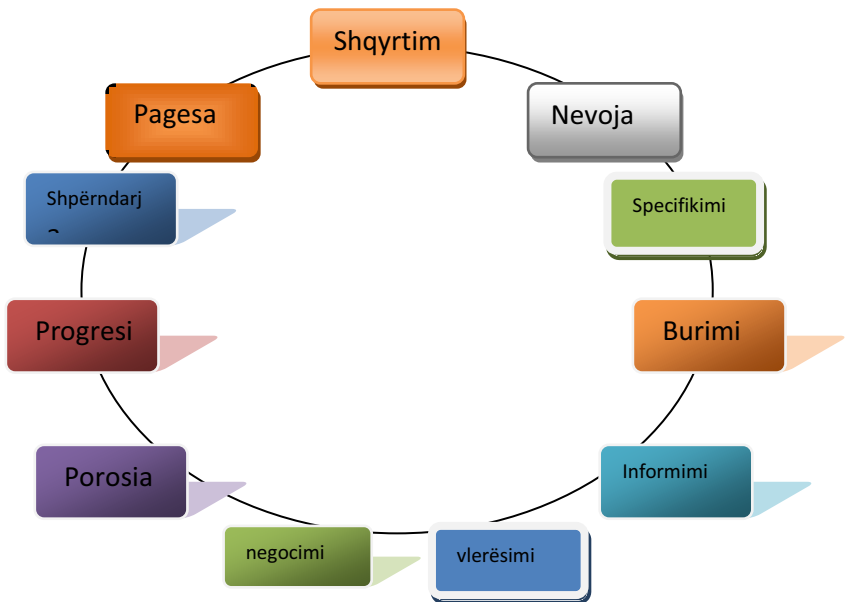 Shqyrtim
Nevoja
Specifikimi
Burimi
Informimi
vlerësimi
negocimi
Porosia
Progresi
Shpërndarj
Pagesa